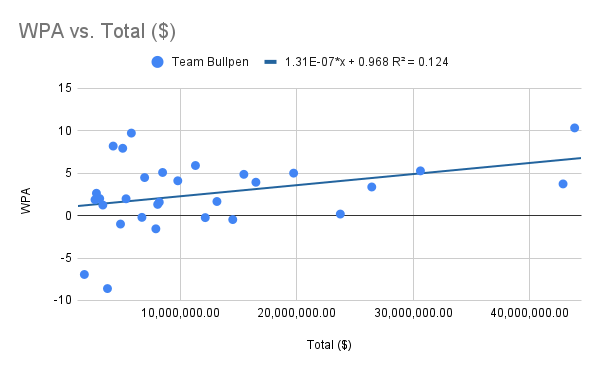 WPA vs. Total ($)
Team Bullpen 1.31E-07*x + 0.968 R² = 0.124
15
10
5
0
-5
-10
WPA
10,000,000.00 20,000,000.00 30,000,000.00 40,000,000.00
Total ($)